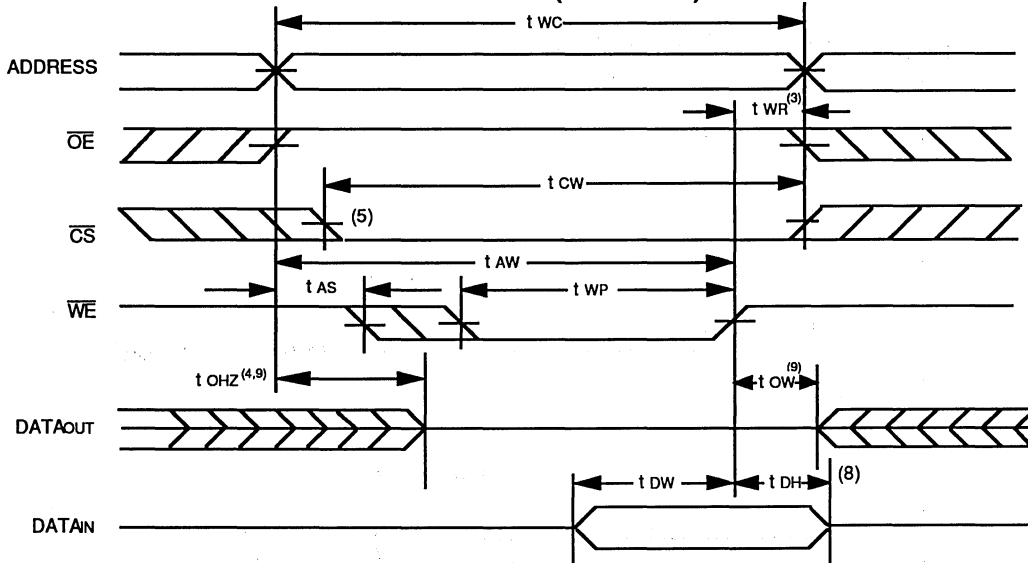 t WC
ADDRESS
t WR(3)
OE
t CW
(5)
CS
t AW
t AS
t WP
WE
t OHZ(4,9)
t OW(9)
DATAOUT
t DW
t DH
(8)
DATAIN